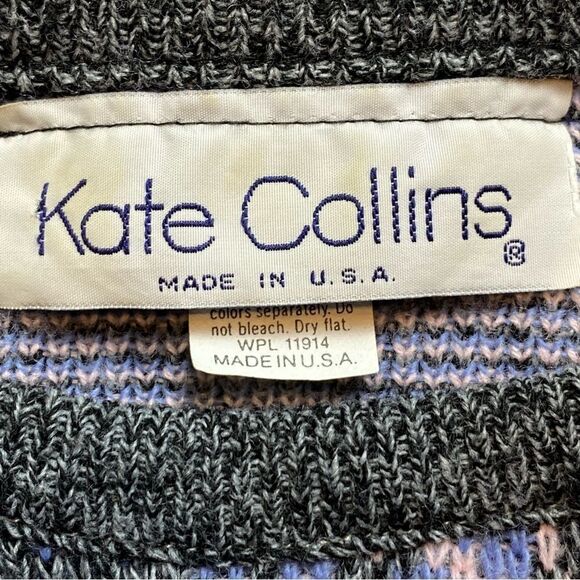 Kate Collins®
MADE IN U.S.A.
colors separately. Do
not bleach. Dry flat.
WPL 11914
MADE IN U.S.A.